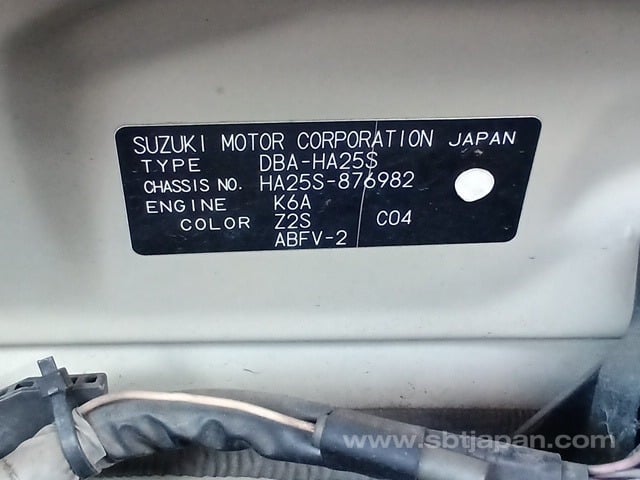 SUZUKI MOTOR CORPORATION JAPAN
TYPE DBA-HA25S
CHASSIS NO. HA25S-876982
ENGINE K6A
COLOR Z2S C04
ABFV-2
www.sbtjapan.com